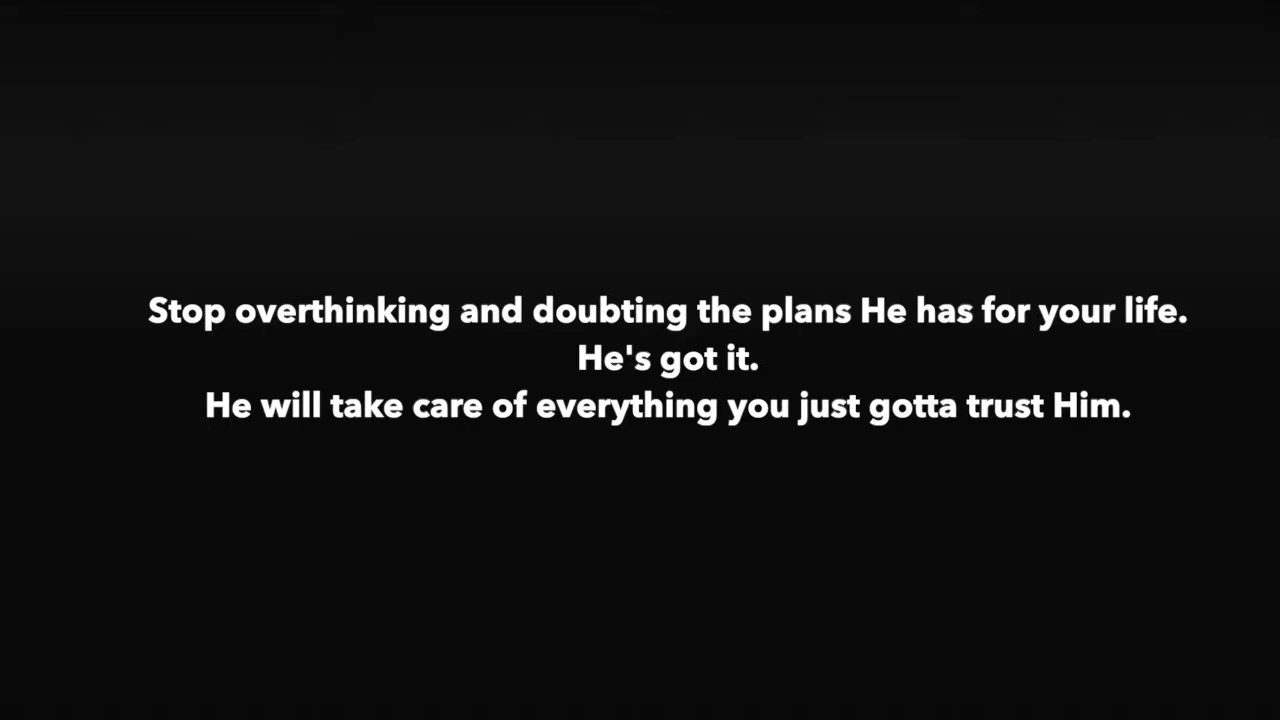 Stop overthinking and doubting the plans He has for your life.
He's got it.
He will take care of everything you just gotta trust Him.